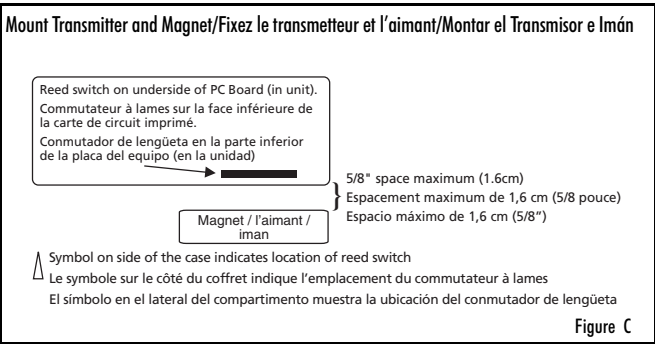 Mount Transmitter and Magnet/Fixez le transmetteur et l’aimant/Montar el Transmisor e Imán
Reed switch on underside of PC Board (in unit).
Commutateur à lames sur la face inférieure de
la carte de circuit imprimé.
Conmutador de lengüeta en la parte inferior
de la placa del equipo (en la unidad)
5/8" space maximum (1.6cm)
Espacement maximum de 1,6 cm (5/8 pouce)
Espacio máximo de 1,6 cm (5/8”)
Magnet / l’aimant /
iman
Symbol on side of the case indicates location of reed switch
Le symbole sur le côté du coffret indique l’emplacement du commutateur à lames
El símbolo en el lateral del compartimento muestra la ubicación del conmutador de lengüeta
Figure C